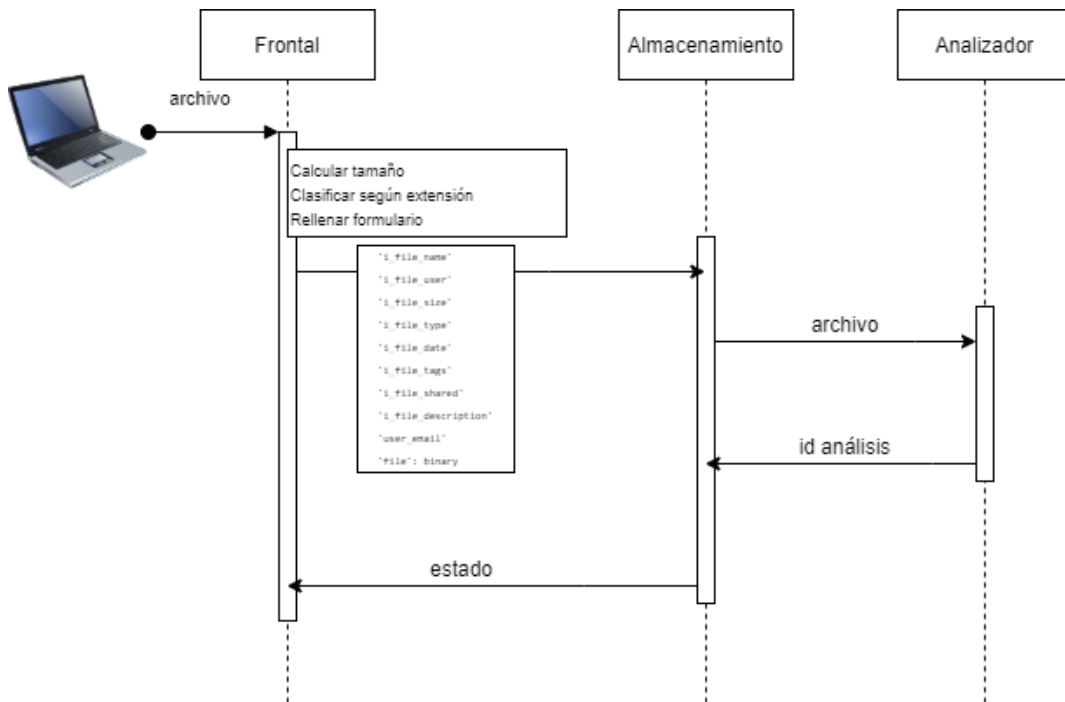 Frontal
Almacenamiento
Analizador
archivo
Calcular tamaño
Clasificar según extensión
Rellenar formulario
"i_file_name"
"i_file_user"
"i_file_size"
"i_file_type"
"i_file_date"
"i_file_tags"
"i_file_shared"
"i_file_description"
"user_email"
"file": binary
archivo
id análisis
estado